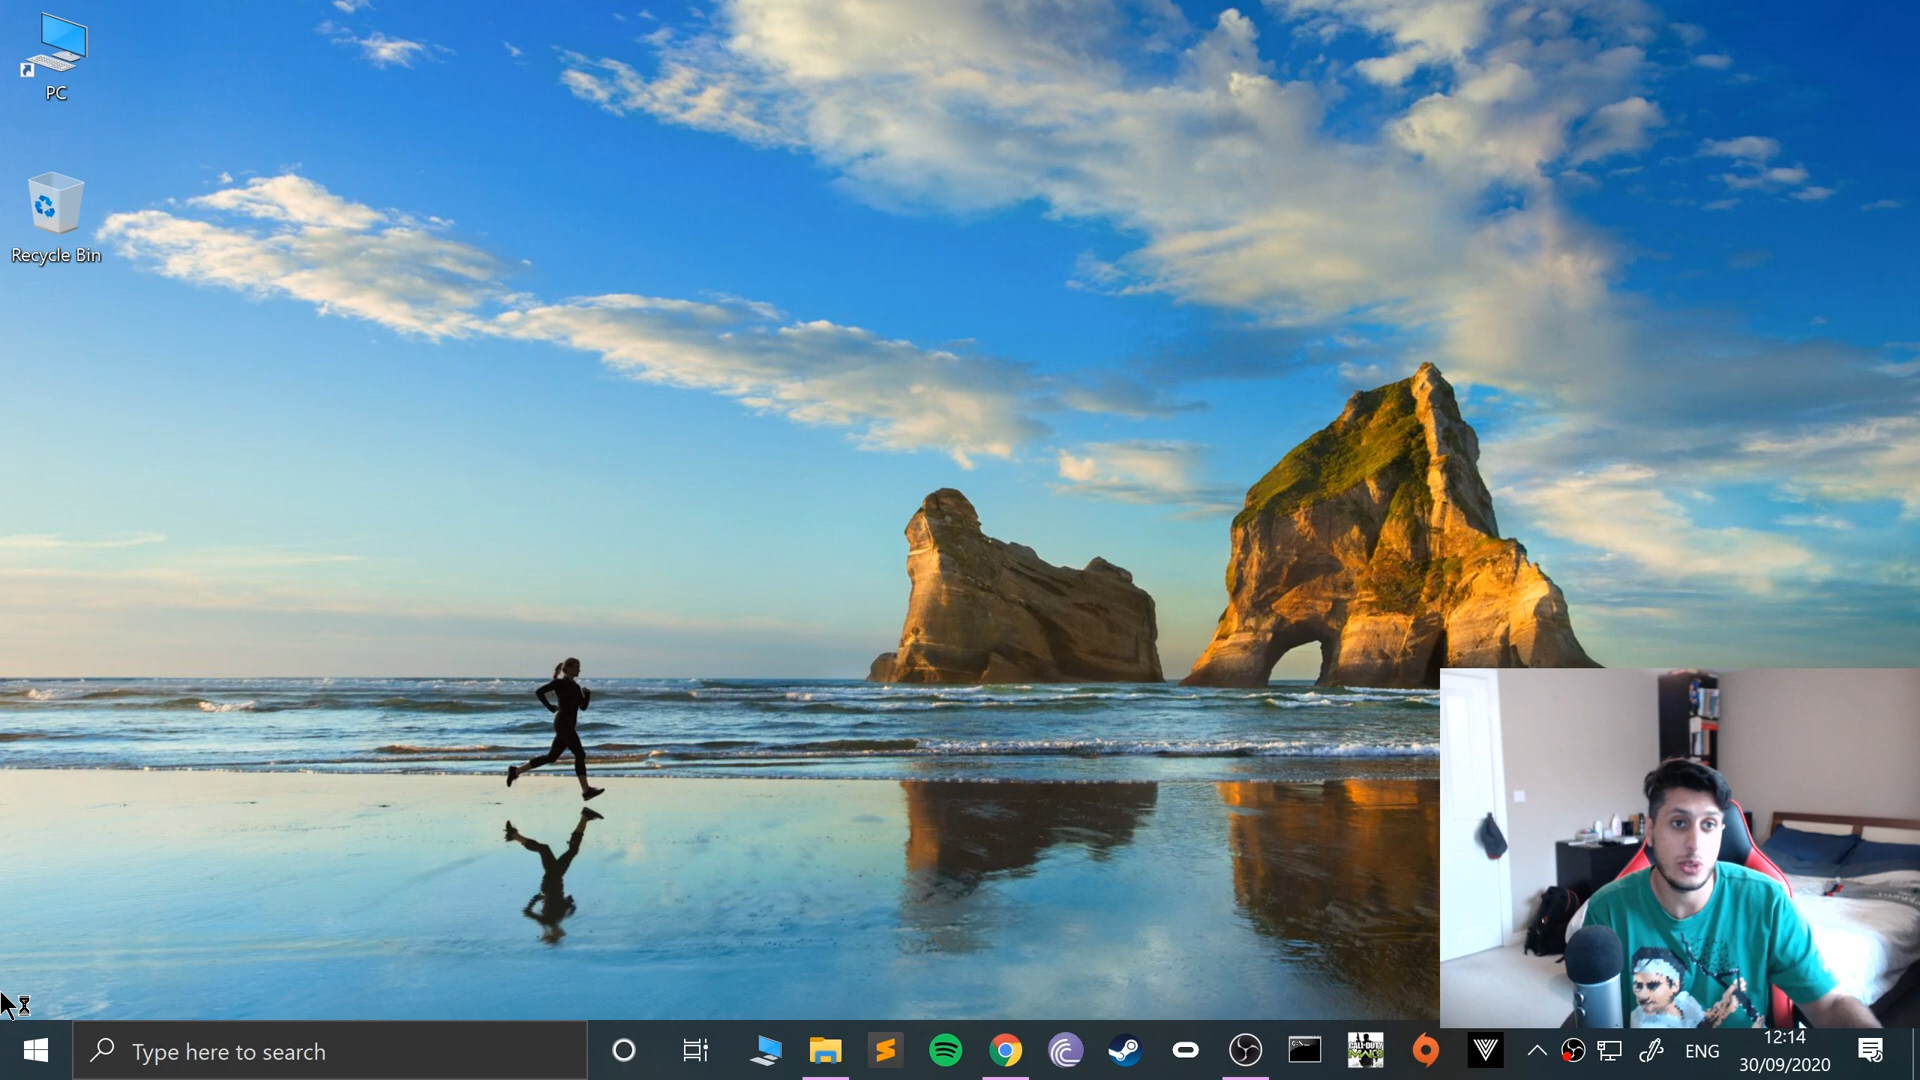 PC
Recycle Bin
Type here to search
ENG
12:14
30/09/2020